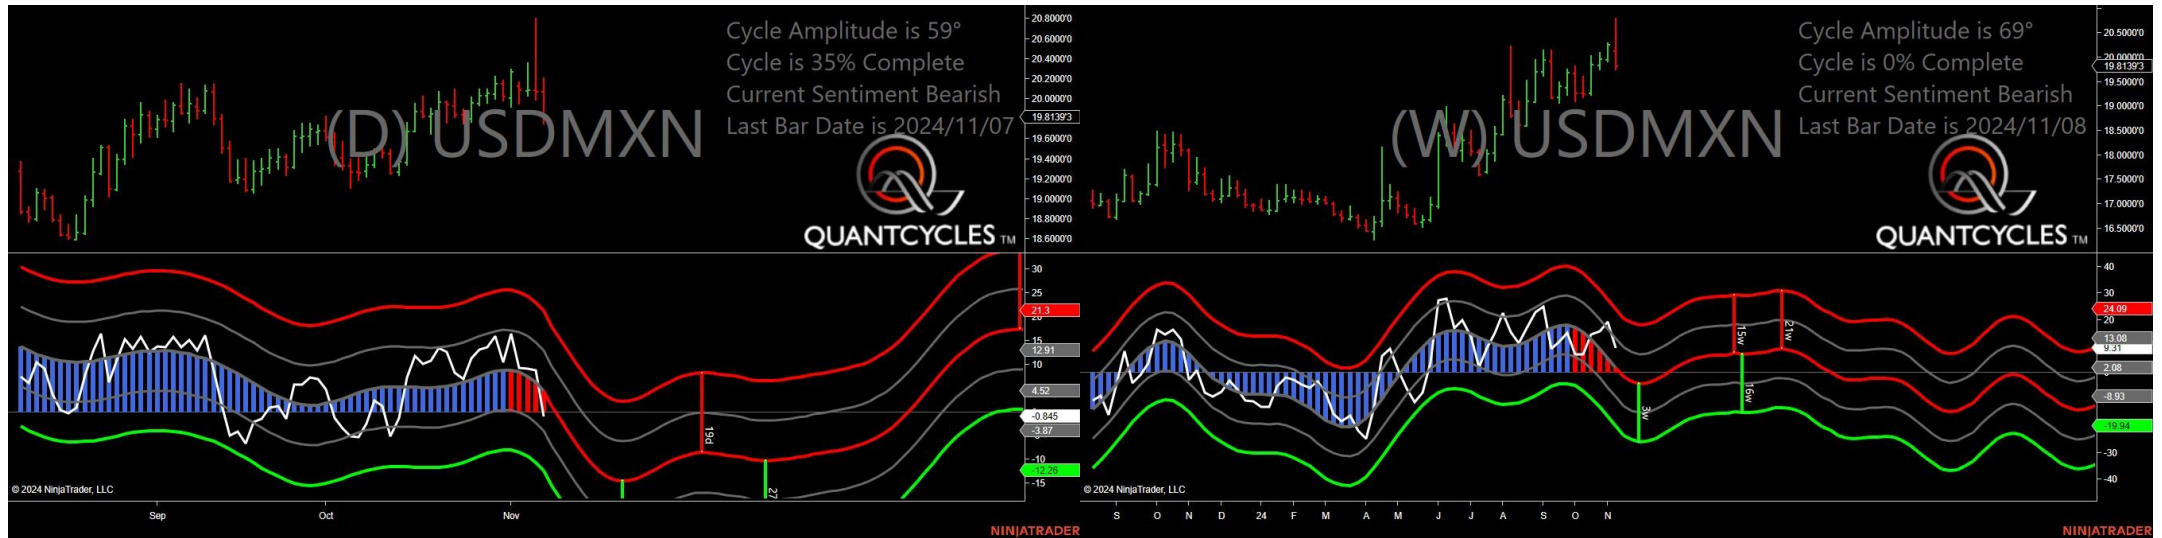 Cycle Amplitude is 59°
Cycle is 35% Complete
Current Sentiment Bearish
Last Bar Date is 2024/11/07
(D) USDMXN
QUANTCYCLES TM
20.8000'0
20.6000'0
20.4000'0
20.2000'0
20.0000'0
19.8139'3
19.6000'0
19.4000'0
19.2000'0
19.0000'0
18.8000'0
18.6000'0
30
25
21.3
15
12.91
10
4.52
-0.845
-3.87
-10
-12.26
-15
19d
27
© 2024 NinjaTrader, LLC
Sep
Oct
Nov
NINJATRADER
Cycle Amplitude is 69°
Cycle is 0% Complete
Current Sentiment Bearish
Last Bar Date is 2024/11/08
(W) USDMXN
QUANTCYCLES TM
20.5000'0
20.0000'0
19.8139'3
19.5000'0
19.0000'0
18.5000'0
18.0000'0
17.5000'0
17.0000'0
16.5000'0
40
30
24.09
20
13.08
9.31
2.08
-8.93
-19.94
-30
-40
3w
15w
16w
21w
© 2024 NinjaTrader, LLC
S O N D 24 F M A M J J A S O N
NINJATRADER